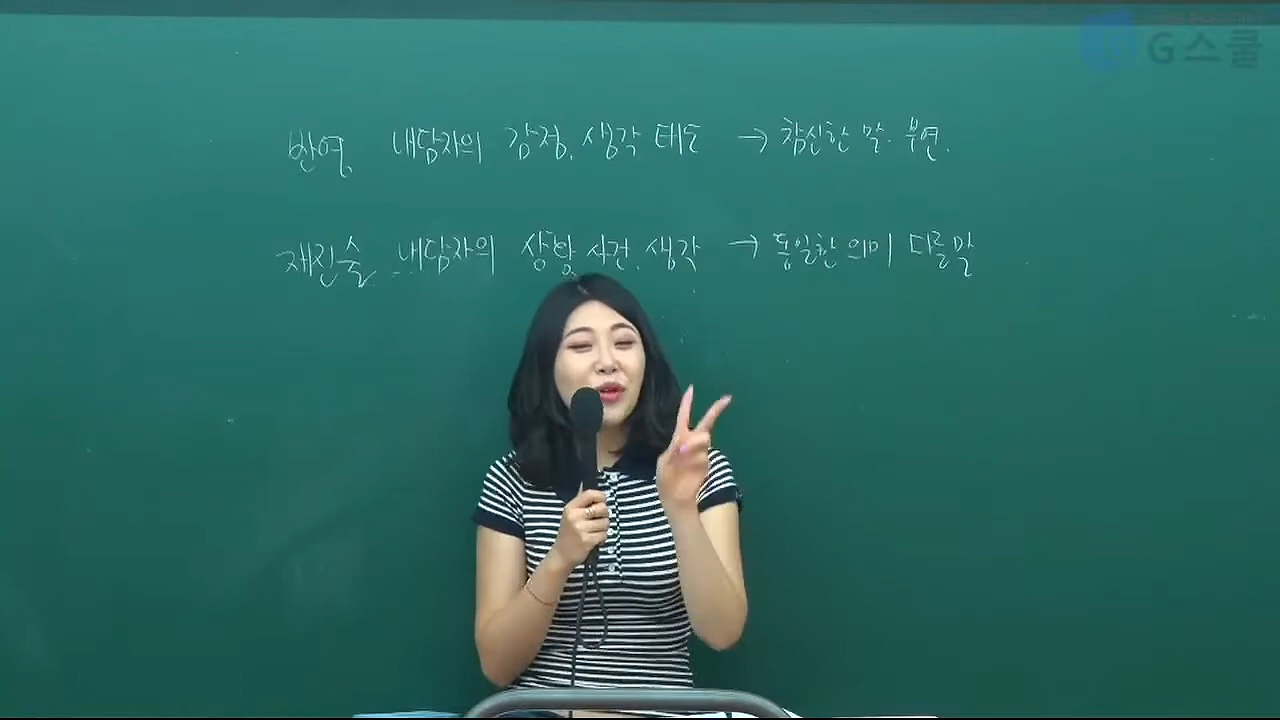 G스쿨
반영 내담자의 감정, 생각 태도 → 참신한 말. 부연.
재진술 내담자의 상황, 사건, 생각 → 동일한 의미 다른말